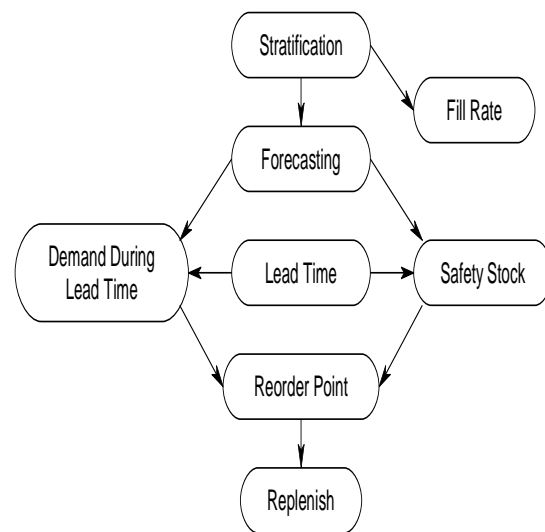 Stratification
Fill Rate
Forecasting
Demand During
Lead Time
Lead Time
Safety Stock
Reorder Point
Replenish